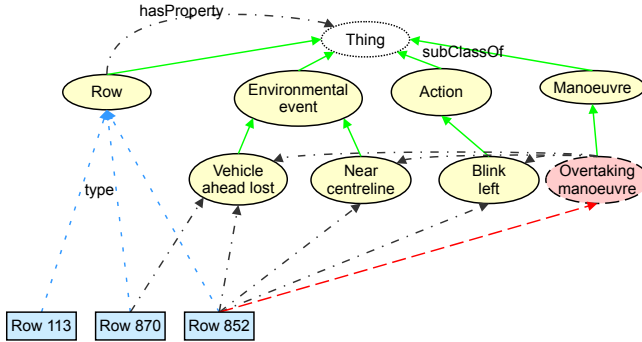 hasProperty
Thing
subClassOf
Row
Environmental
event
Action
Manoeuvre
type
Vehicle
ahead lost
Near
centreline
Blink
left
Overtaking
manoeuvre
Row 113
Row 870
Row 852